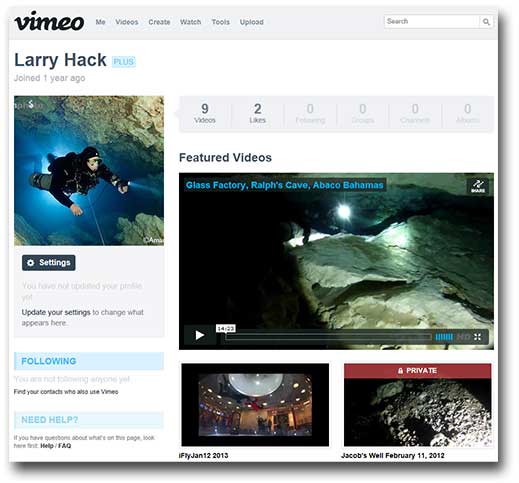 vimeo
Me Videos Create Watch Tools Upload
Search
Larry Hack PLUS
Joined 1 year ago
9 2 0 0 0 0
Videos Likes Following Groups Channels Albums
Featured Videos
Glass Factory, Ralph's Cave, Abaco Bahamas
SHARE
14:23
HD
Settings
You have not updated your profile
yet
Update your settings to change what
appears here.
FOLLOWING
You are not following anyone yet
Find your contacts who also use Vimeo
NEED HELP?
If you have questions about what's on this page, look
here first: Help / FAQ
PRIVATE
iFlyJan12 2013
Jacob's Well February 11, 2012